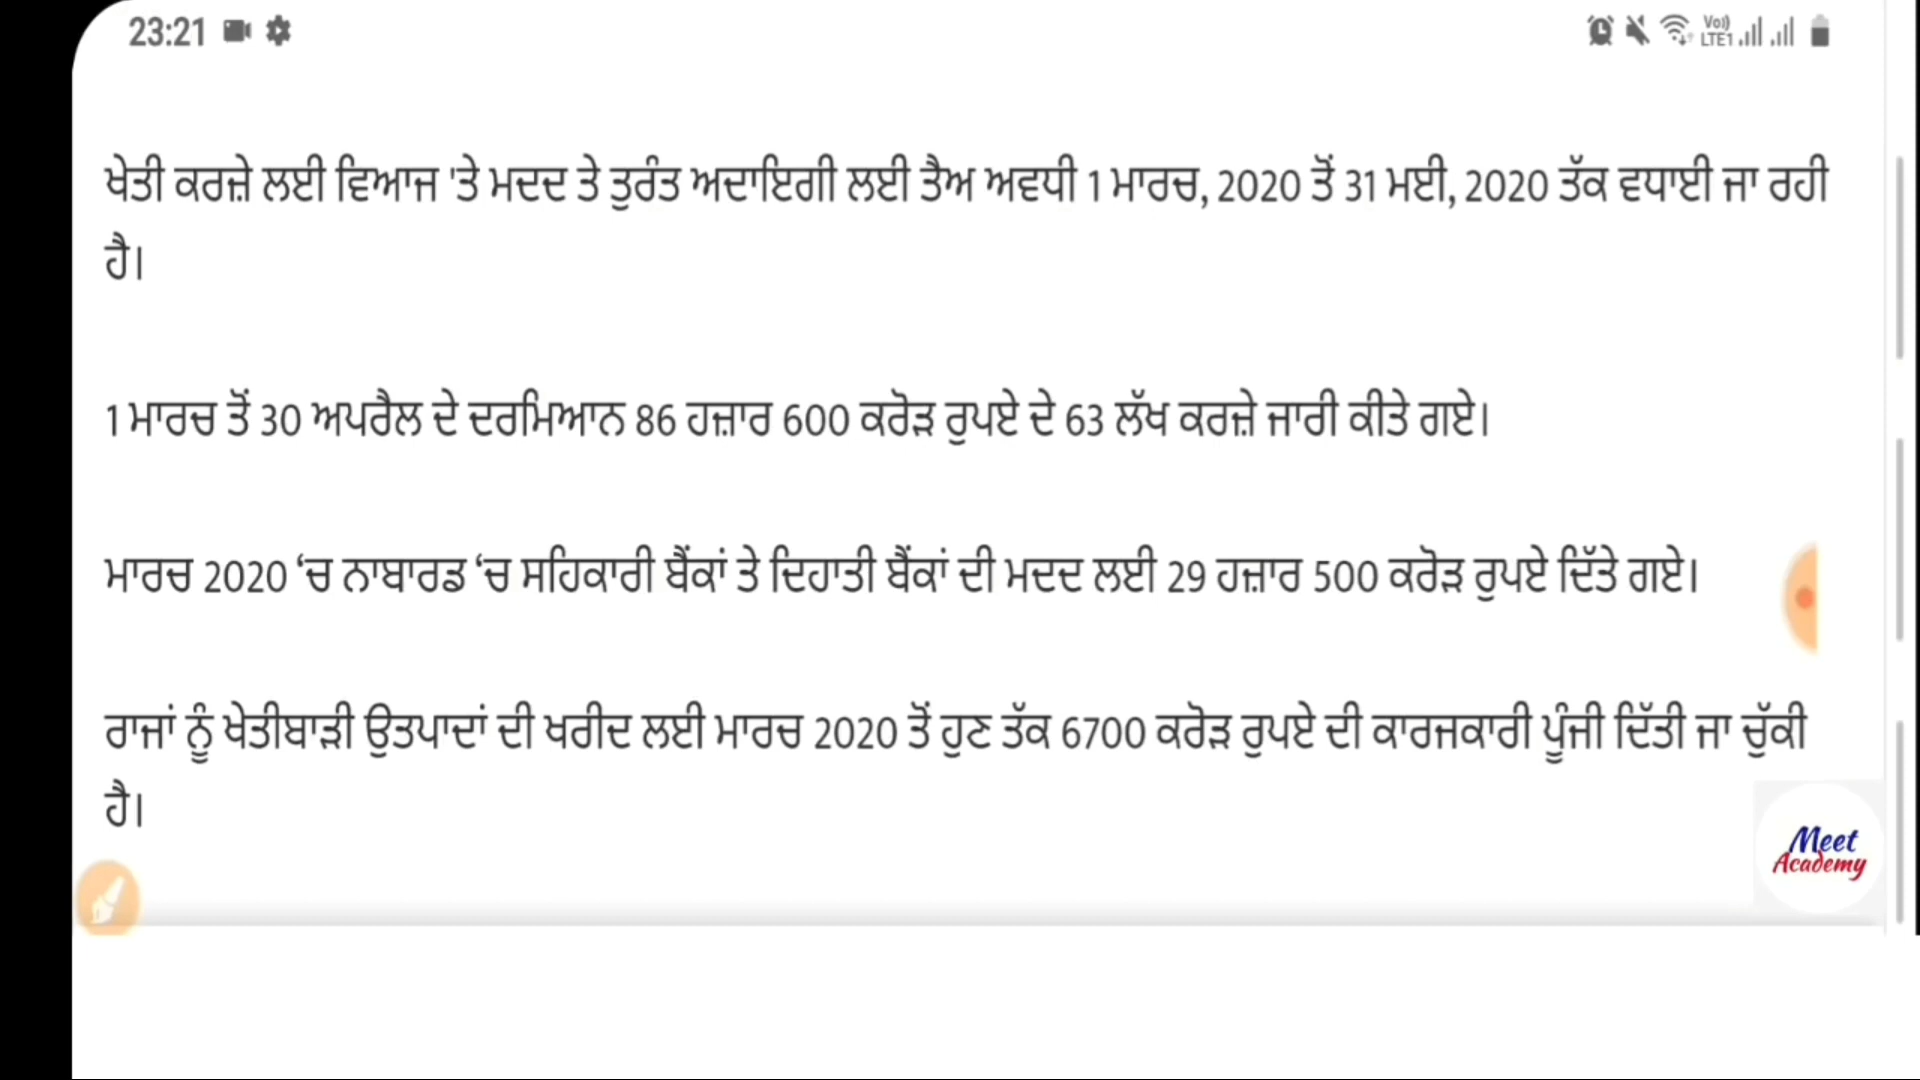 23:21
Vo)) LTE1
ਖੇਤੀ ਕਰਜ਼ੇ ਲਈ ਵਿਆਜ 'ਤੇ ਮਦਦ ਤੇ ਤੁਰੰਤ ਅਦਾਇਗੀ ਲਈ ਤੈਅ ਅਵਧੀ 1 ਮਾਰਚ, 2020 ਤੋਂ 31 ਮਈ, 2020 ਤੱਕ ਵਧਾਈ ਜਾ ਰਹੀ
ਹੈ।
1 ਮਾਰਚ ਤੋਂ 30 ਅਪਰੈਲ ਦੇ ਦਰਮਿਆਨ 86 ਹਜ਼ਾਰ 600 ਕਰੋੜ ਰੁਪਏ ਦੇ 63 ਲੱਖ ਕਰਜ਼ੇ ਜਾਰੀ ਕੀਤੇ ਗਏ।
ਮਾਰਚ 2020 ‘ਚ ਨਾਬਾਰਡ ‘ਚ ਸਹਿਕਾਰੀ ਬੈਂਕਾਂ ਤੇ ਦਿਹਾਤੀ ਬੈਂਕਾਂ ਦੀ ਮਦਦ ਲਈ 29 ਹਜ਼ਾਰ 500 ਕਰੋੜ ਰੁਪਏ ਦਿੱਤੇ ਗਏ।
ਰਾਜਾਂ ਨੂੰ ਖੇਤੀਬਾੜੀ ਉਤਪਾਦਾਂ ਦੀ ਖਰੀਦ ਲਈ ਮਾਰਚ 2020 ਤੋਂ ਹੁਣ ਤੱਕ 6700 ਕਰੋੜ ਰੁਪਏ ਦੀ ਕਾਰਜਕਾਰੀ ਪੂੰਜੀ ਦਿੱਤੀ ਜਾ ਚੁੱਕੀ
ਹੈ।
Meet
Academy